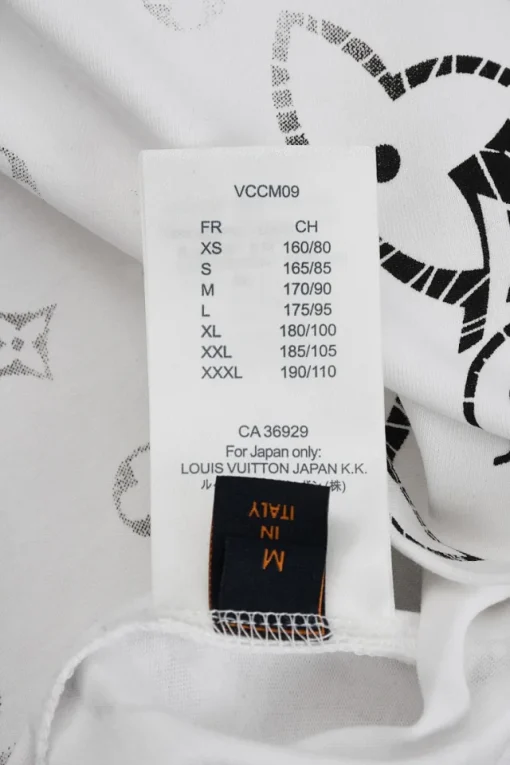 VCCM09
FR CH
XS 160/80
S 165/85
M 170/90
L 175/95
XL 180/100
XXL 185/105
XXXL 190/110
CA 36929
For Japan only:
LOUIS VUITTON JAPAN K.K.
(株)
M
IN
ITALY